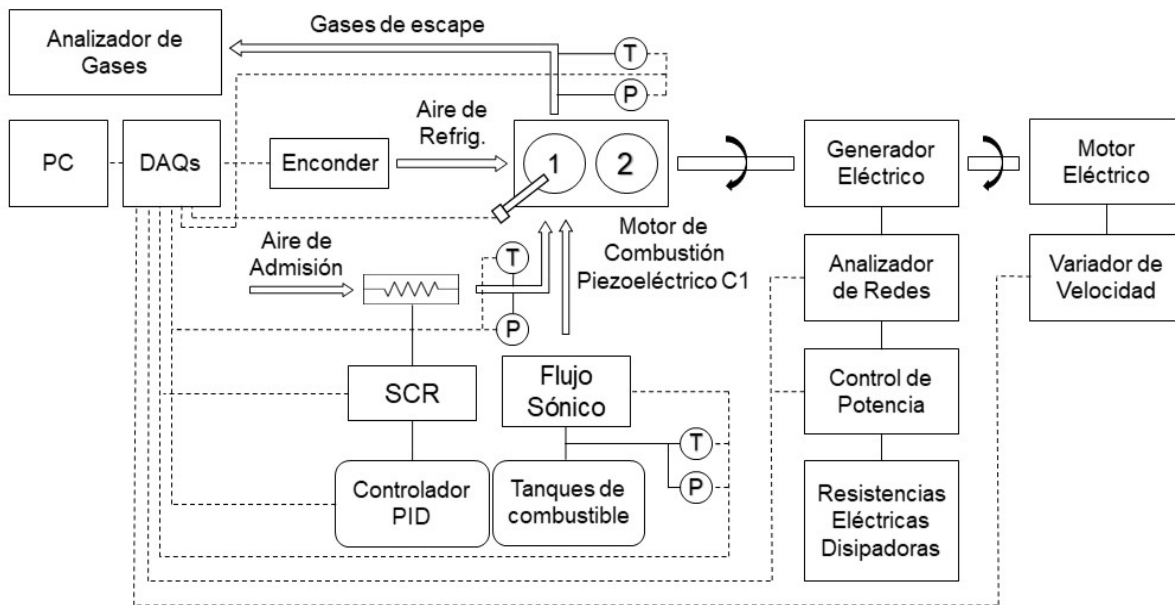 Analizador de
Gases
Gases de escape
T
P
PC
DAQs
Enconder
Aire de
Refrig.
1
2
Generador
Eléctrico
Motor
Eléctrico
Aire de
Admisión
T
P
Motor de
Combustión
Piezoeléctrico C1
Analizador
de Redes
Variador de
Velocidad
SCR
Flujo
Sónico
Control de
Potencia
T
P
Controlador
PID
Tanques de
combustible
Resistencias
Eléctricas
Disipadoras